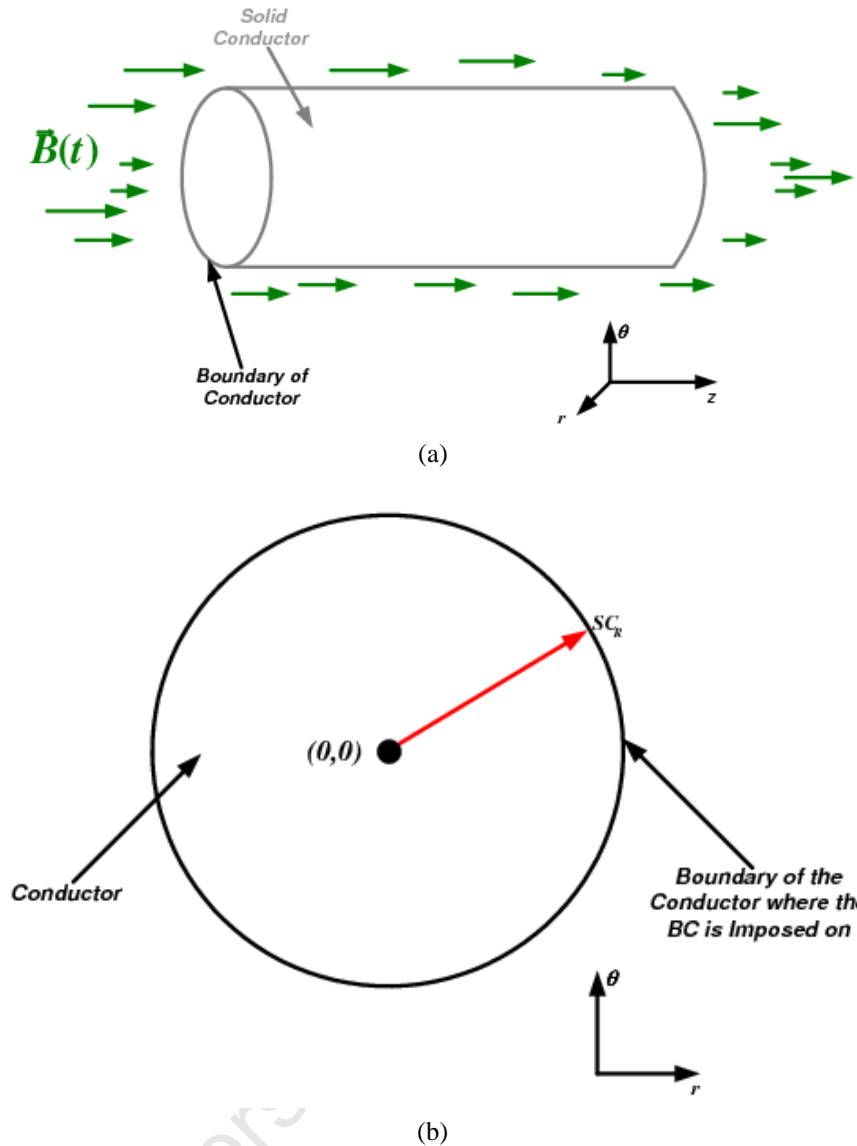 Solid
Conductor
B(t)
Boundary of
Conductor
θ
z
r
(a)
SC_R
(0,0)
Conductor
Boundary of the
Conductor where th
BC is Imposed on
θ
r
ers
(b)